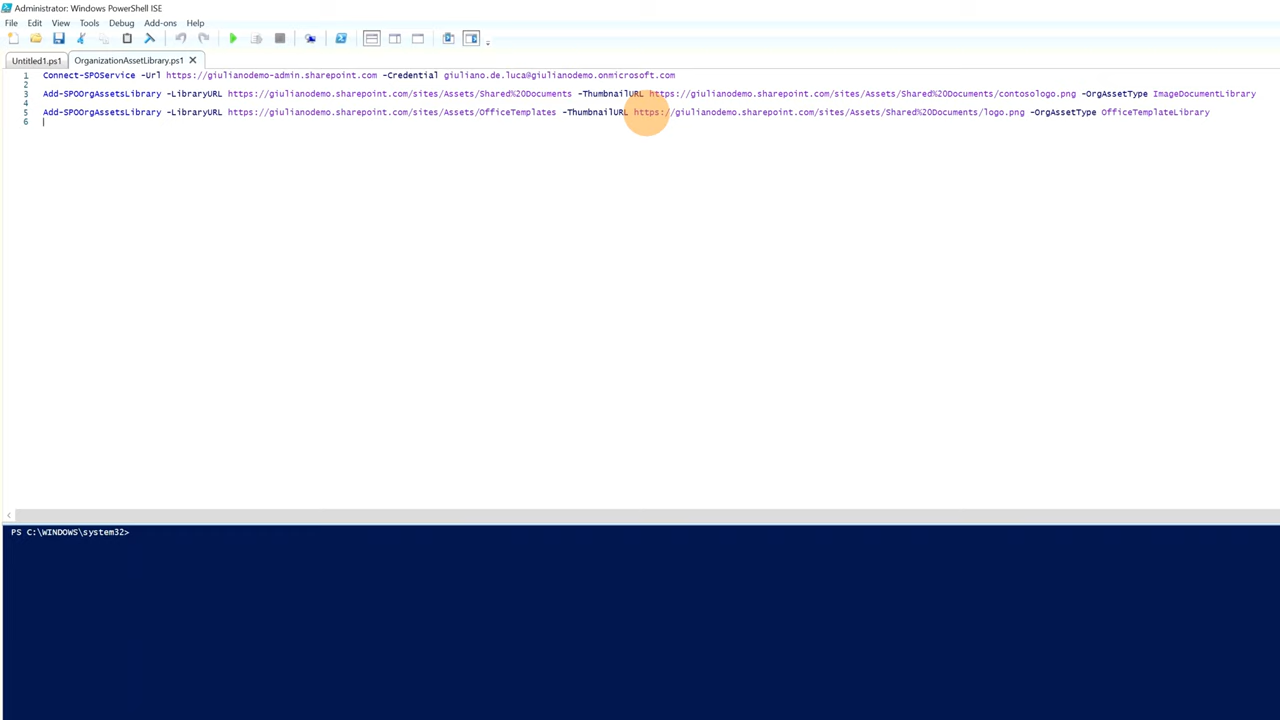 Administrator: Windows PowerShell ISE
File Edit View Tools Debug Add-ons Help
Untitled1.ps1 OrganizationAssetLibrary.ps1 X
1 Connect-SPOService -Url https://giulianodemo-admin.sharepoint.com -Credential giuliano.de.luca@giulianodemo.onmicrosoft.com
2
3 Add-SPOOrgAssetsLibrary -LibraryURL https://giulianodemo.sharepoint.com/sites/Assets/Shared%20Documents -ThumbnailURL https://giulianodemo.sharepoint.com/sites/Assets/Shared%20Documents/contosologo.png -OrgAssetType ImageDocumentLibrary
4
5 Add-SPOOrgAssetsLibrary -LibraryURL https://giulianodemo.sharepoint.com/sites/Assets/OfficeTemplates -ThumbnailURL https://giulianodemo.sharepoint.com/sites/Assets/Shared%20Documents/logo.png -OrgAssetType OfficeTemplateLibrary
6
PS C:\WINDOWS\system32>